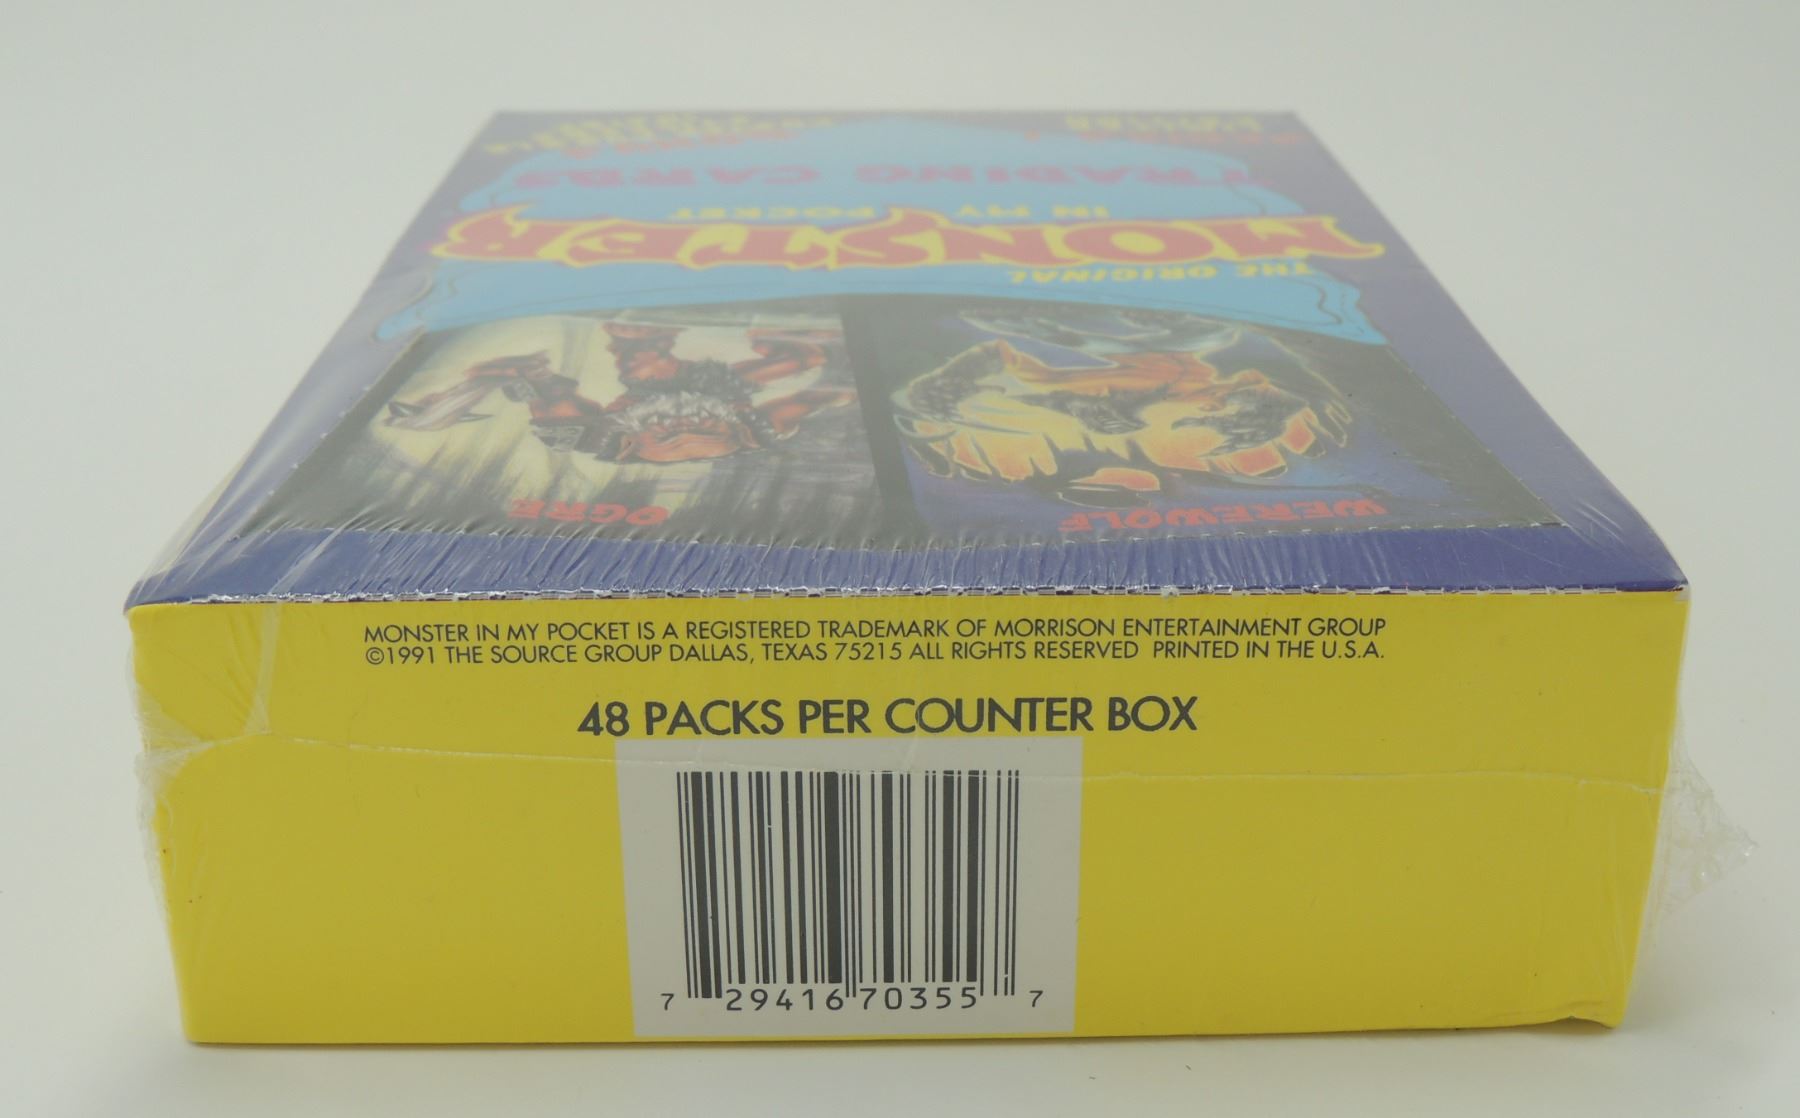 TRADING CARDS
IN MY POCKET
MONSTER
THE ORIGINAL
OGRE
WEREWOLF
MONSTER IN MY POCKET IS A REGISTERED TRADEMARK OF MORRISON ENTERTAINMENT GROUP
©1991 THE SOURCE GROUP DALLAS, TEXAS 75215 ALL RIGHTS RESERVED PRINTED IN THE U.S.A.
48 PACKS PER COUNTER BOX
7 29416 70355 7